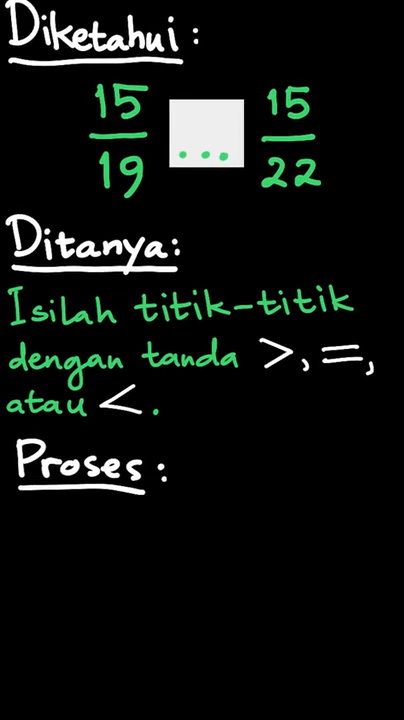 Diketahui:
15/19 ... 15/22
Ditanya:
Isilah titik-titik
dengan tanda >, =,
atau <.
Proses: